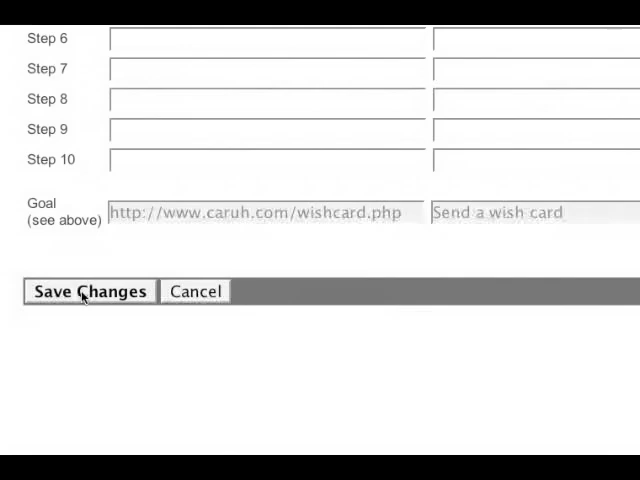 Step 6
Step 7
Step 8
Step 9
Step 10
Goal
(see above)
http://www.caruh.com/wishcard.php Send a wish card
Save Changes Cancel